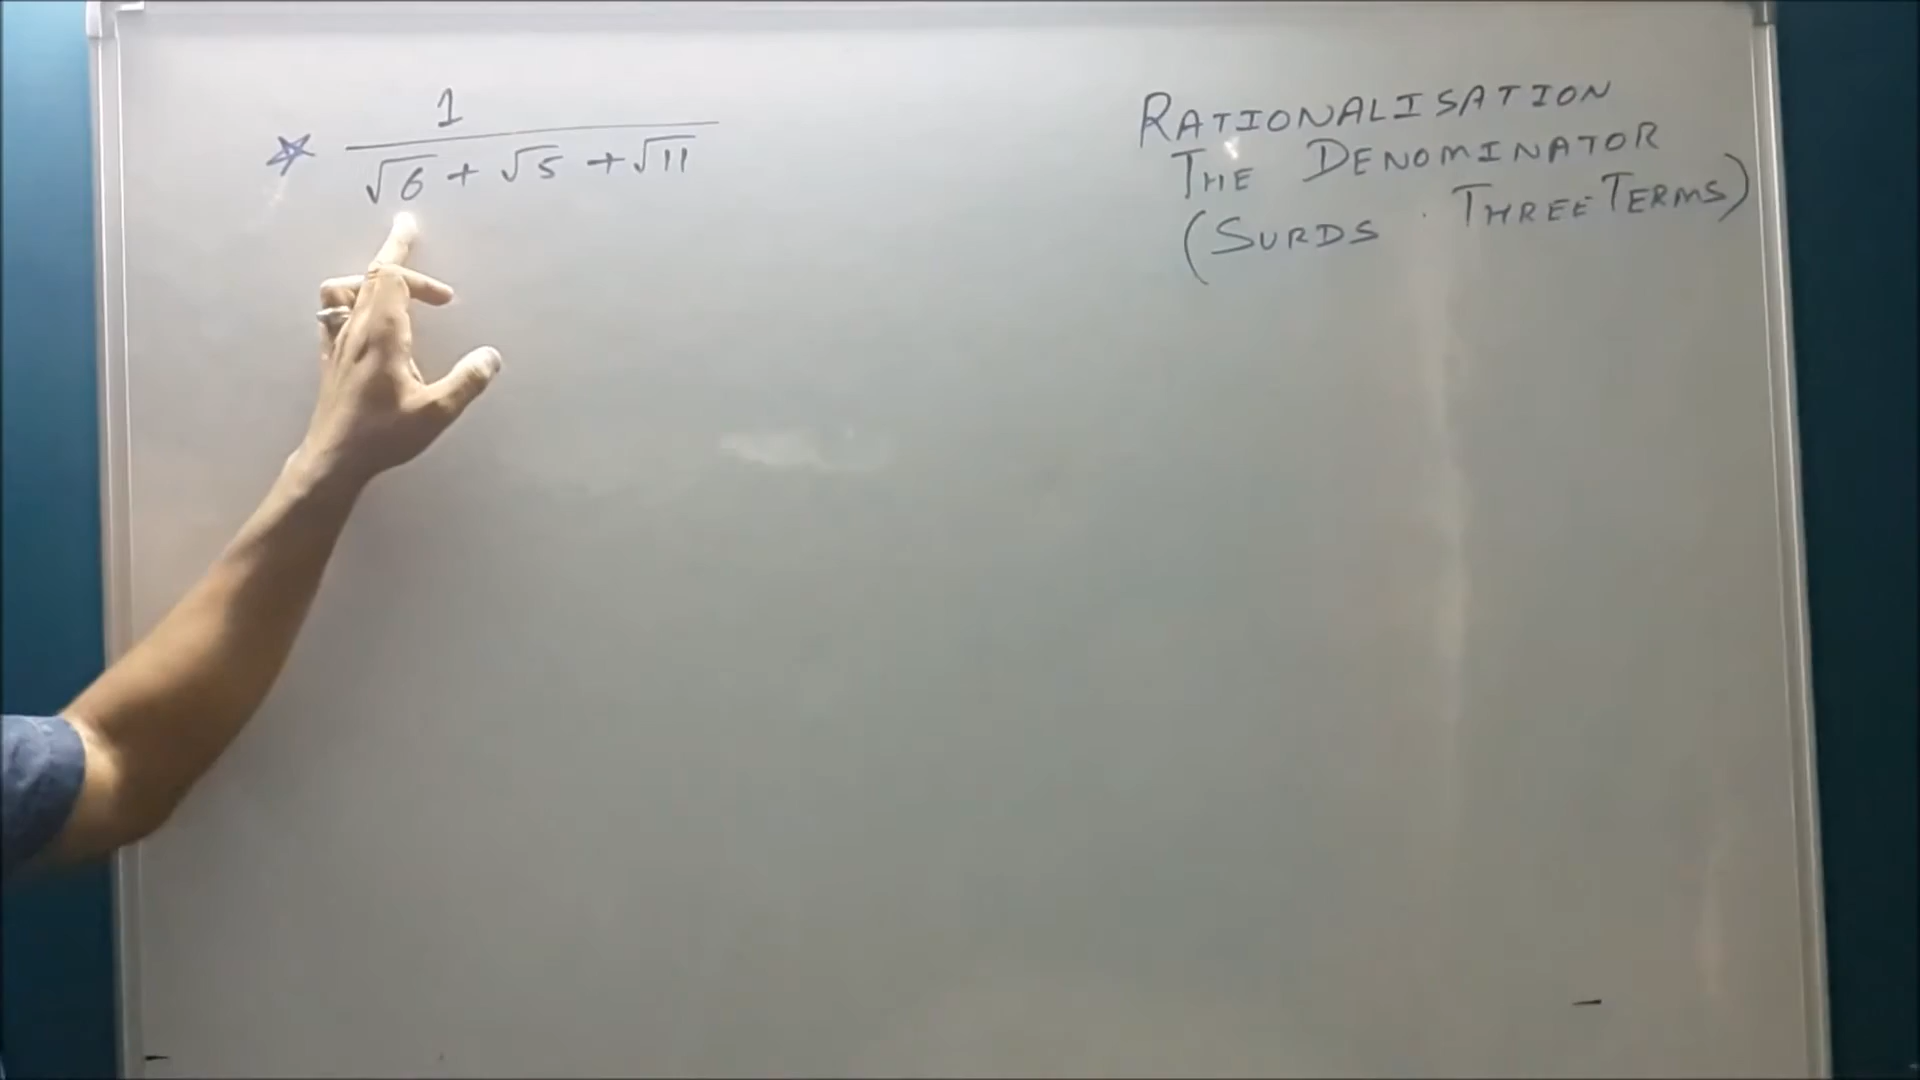 1
√6 + √5 + √11
RATIONALISATION
THE DENOMINATOR
(SURDS THREE TERMS)